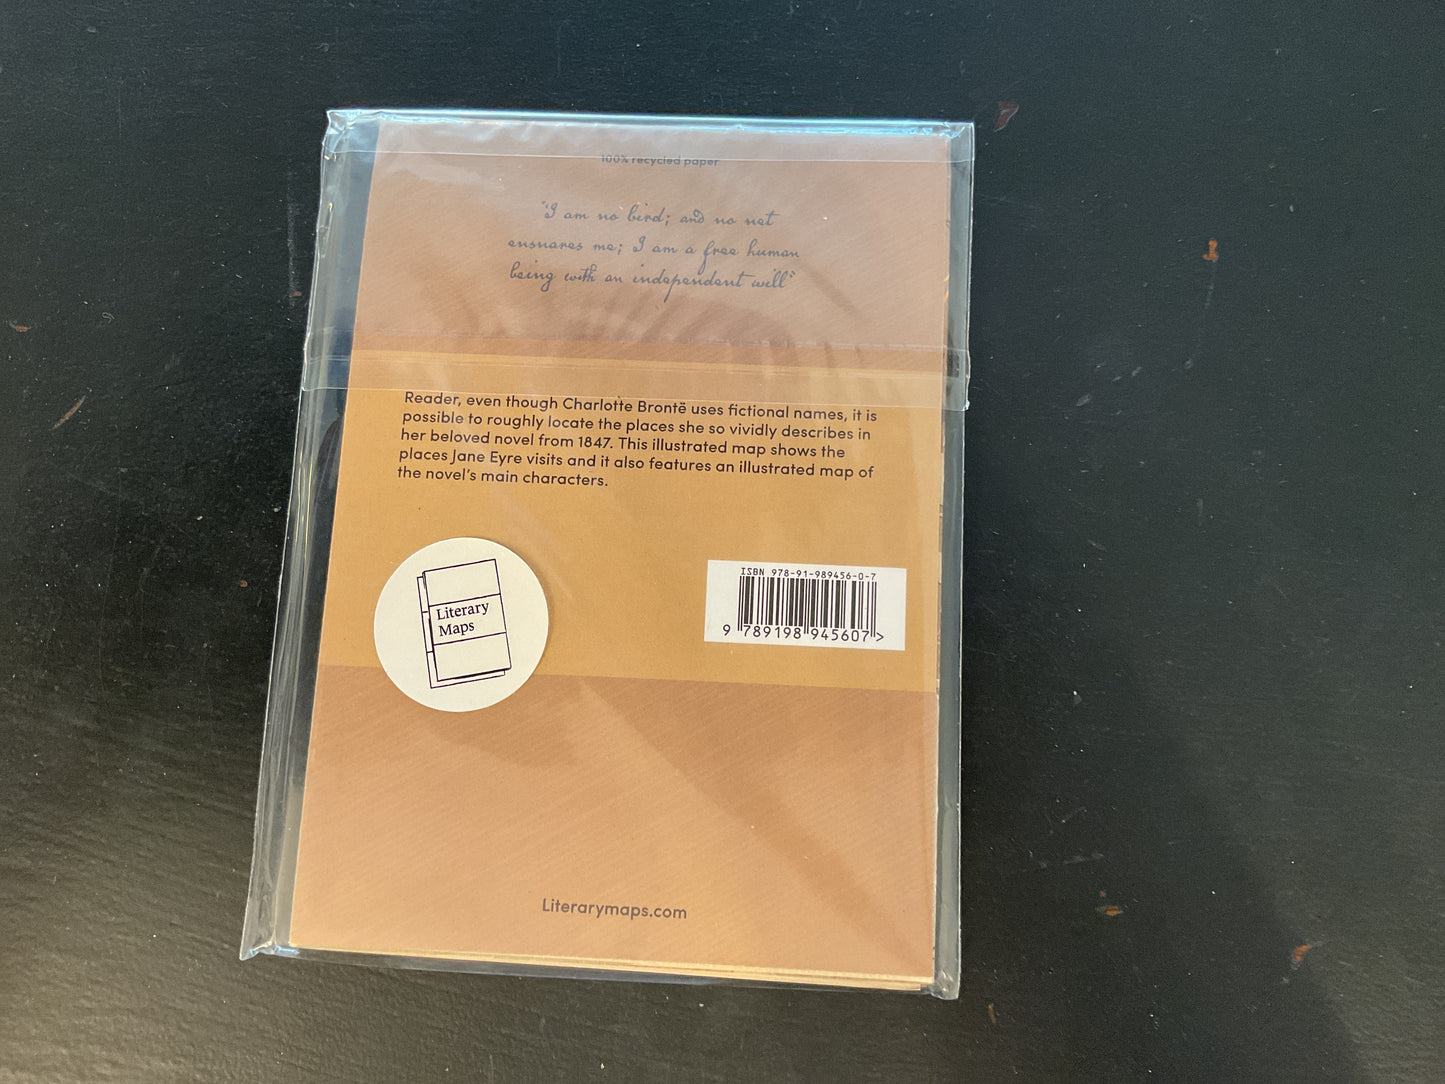 100% recycled paper
"I am no bird; and no net
ensnares me; I am a free human
being with an independent will"
Reader, even though Charlotte Brontë uses fictional names, it is
possible to roughly locate the places she so vividly describes in
her beloved novel from 1847. This illustrated map shows the
places Jane Eyre visits and it also features an illustrated map of
the novel's main characters.
Literary
Maps
ISBN 978-91-989456-0-7
9 789198 945607 >
Literarymaps.com